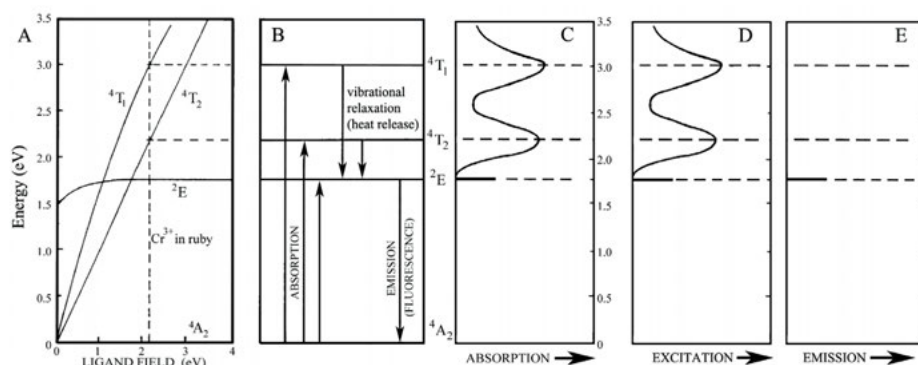 A
3.5
3.0
2.5
2.0
1.5
1.0
0.5
0
Energy (eV)
⁴T₁
⁴T₂
²E
Cr³⁺ in ruby
⁴A₂
0 1 2 3 4
LIGAND FIELD (eV)
B
vibrational
relaxation
(heat release)
ABSORPTION
EMISSION
(FLUORESCENCE)
⁴T₁
⁴T₂
²E
⁴A₂
C
ABSORPTION
3.5
3.0
2.5
2.0
1.5
1.0
0.5
0
D
EXCITATION
E
EMISSION